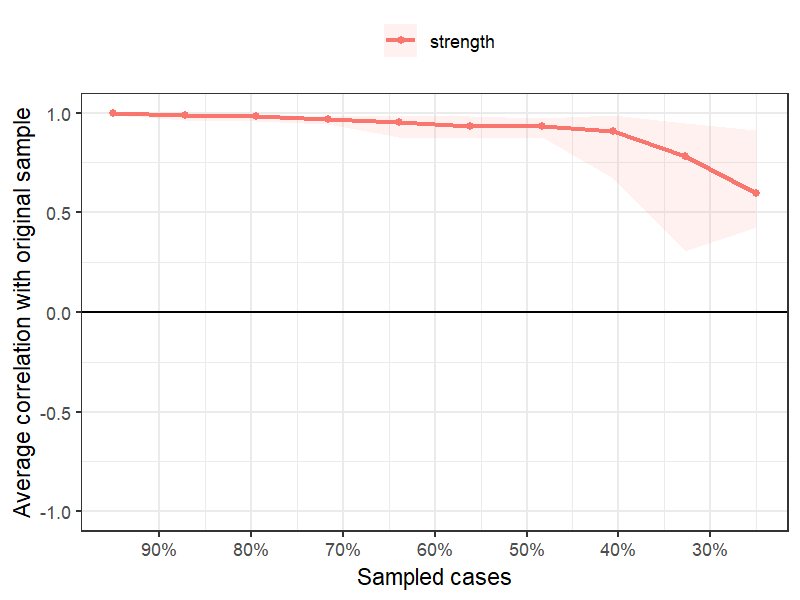 strength
Average correlation with original sample
1.0
0.5
0.0
-0.5
-1.0
90% 80% 70% 60% 50% 40% 30%
Sampled cases